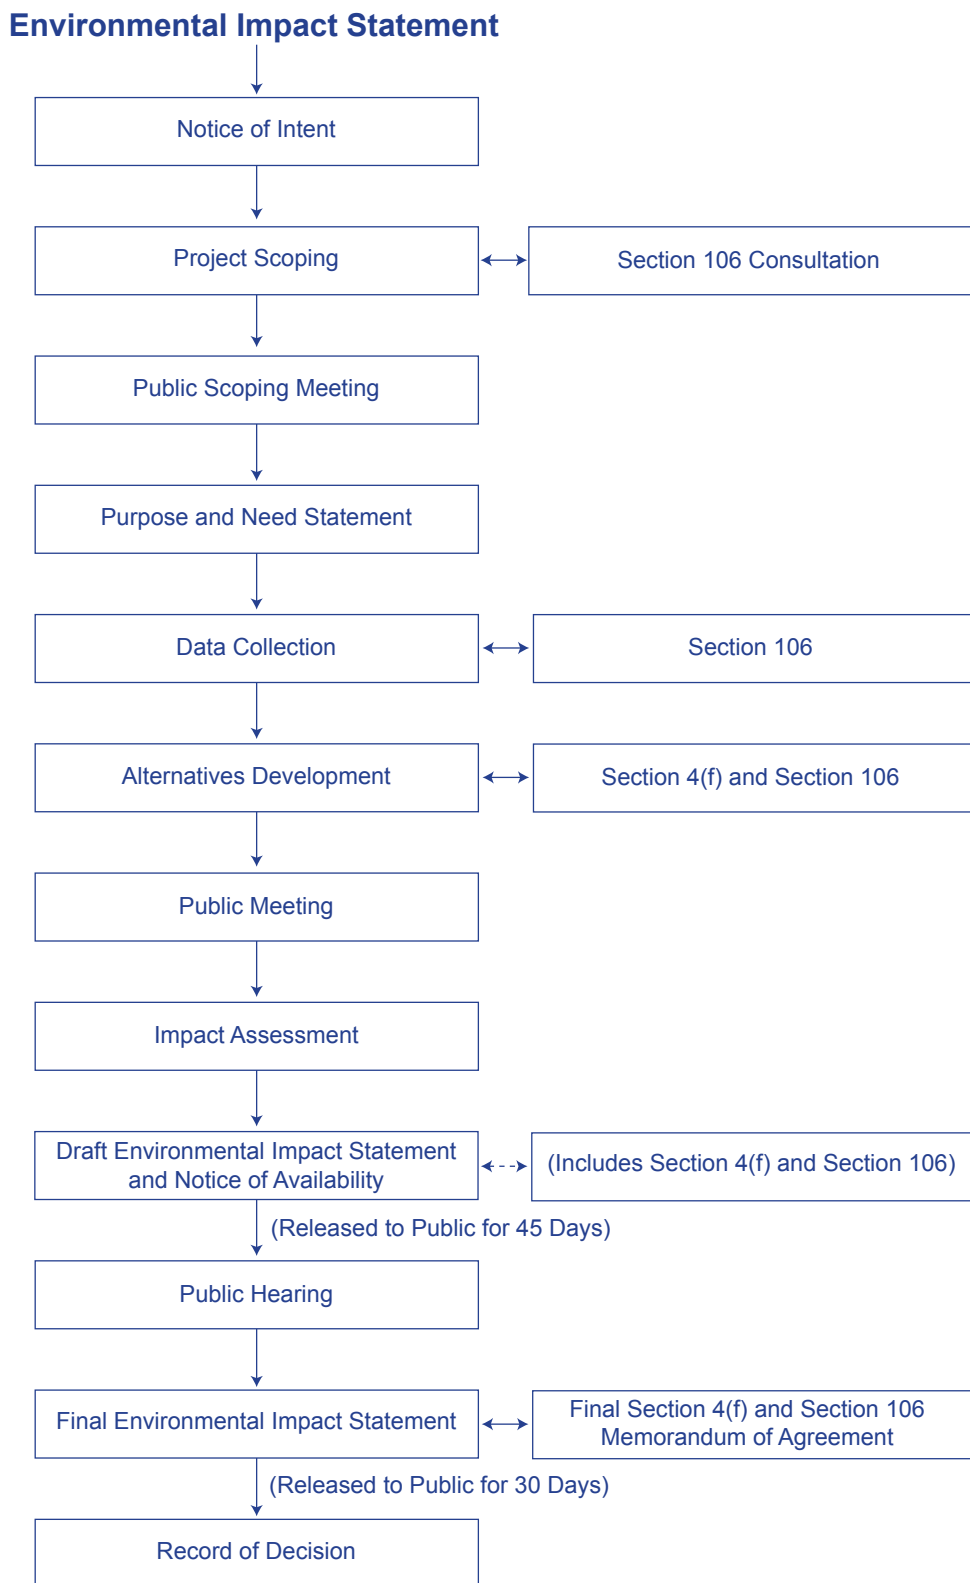 Environmental Impact Statement
Notice of Intent
Project Scoping
Section 106 Consultation
Public Scoping Meeting
Purpose and Need Statement
Data Collection
Section 106
Alternatives Development
Section 4(f) and Section 106
Public Meeting
Impact Assessment
Draft Environmental Impact Statement
and Notice of Availability
(Includes Section 4(f) and Section 106)
(Released to Public for 45 Days)
Public Hearing
Final Environmental Impact Statement
Final Section 4(f) and Section 106
Memorandum of Agreement
(Released to Public for 30 Days)
Record of Decision